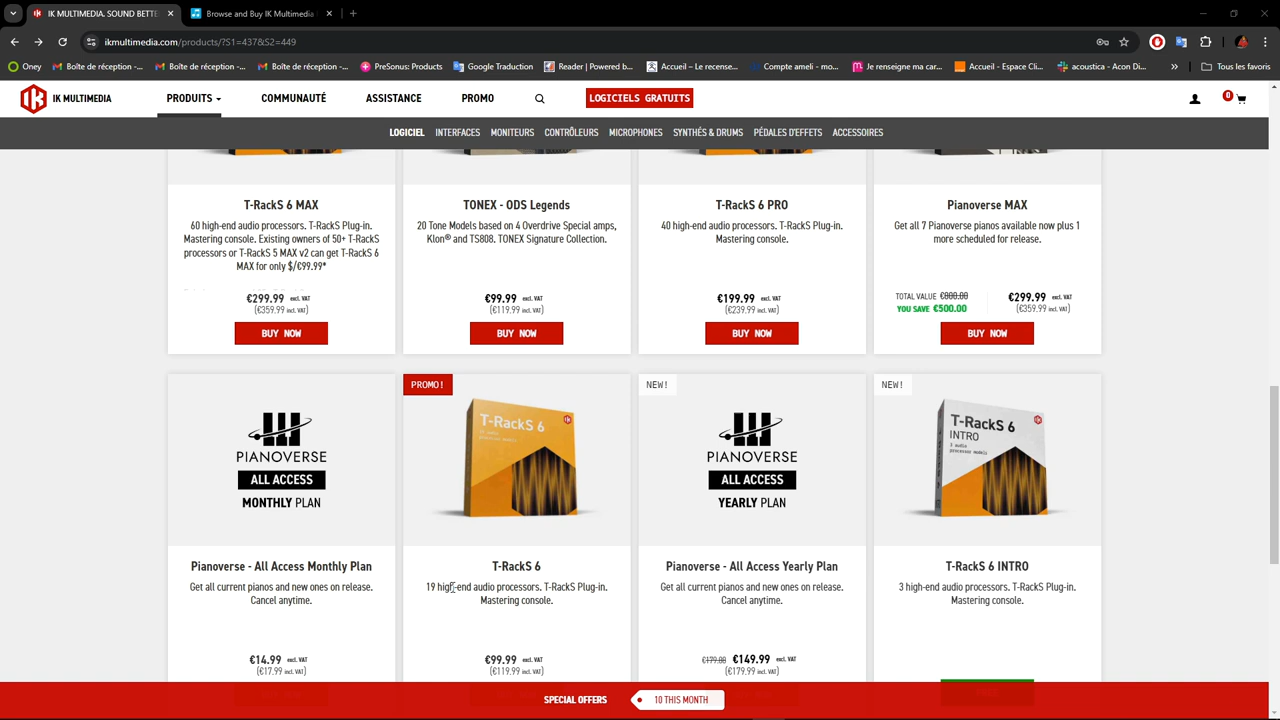 IK MULTIMEDIA. SOUND BETTE
Browse and Buy IK Multimedia
ikmultimedia.com/products/?S1=437&S2=449
Oney
Boîte de réception -...
Boîte de réception -...
Boîte de réception -...
PreSonus: Products
Google Traduction
Reader | Powered b...
Accueil – Le recense...
Compte ameli - mo...
Je renseigne ma car...
Accueil - Espace Cli...
acoustica - Acon Di...
Tous les favoris
IK MULTIMEDIA
PRODUITS
COMMUNAUTÉ
ASSISTANCE
PROMO
LOGICIELS GRATUITS
0
LOGICIEL
INTERFACES
MONITEURS
CONTRÔLEURS
MICROPHONES
SYNTHÉS & DRUMS
PÉDALES D'EFFETS
ACCESSOIRES
T-RackS 6 MAX
60 high-end audio processors. T-RackS Plug-in.
Mastering console. Existing owners of 50+ T-RackS
processors or T-RackS 5 MAX v2 can get T-RackS 6
MAX for only $/€99.99*
€299.99 excl. VAT
(€359.99 incl. VAT)
BUY NOW
TONEX - ODS Legends
20 Tone Models based on 4 Overdrive Special amps,
Klon® and TS808. TONEX Signature Collection.
€99.99 excl. VAT
(€119.99 incl. VAT)
BUY NOW
T-RackS 6 PRO
40 high-end audio processors. T-RackS Plug-in.
Mastering console.
€199.99 excl. VAT
(€239.99 incl. VAT)
BUY NOW
Pianoverse MAX
Get all 7 Pianoverse pianos available now plus 1
more scheduled for release.
TOTAL VALUE €800.00
YOU SAVE €500.00
€299.99 excl. VAT
(€359.99 incl. VAT)
BUY NOW
PIANOVERSE
ALL ACCESS
MONTHLY PLAN
Pianoverse - All Access Monthly Plan
Get all current pianos and new ones on release.
Cancel anytime.
€14.99 excl. VAT
(€17.99 incl. VAT)
PROMO!
T-RackS 6
T-RackS 6
19 high-end audio processors. T-RackS Plug-in.
Mastering console.
€99.99 excl. VAT
(€119.99 incl. VAT)
NEW!
PIANOVERSE
ALL ACCESS
YEARLY PLAN
Pianoverse - All Access Yearly Plan
Get all current pianos and new ones on release.
Cancel anytime.
€179.00 €149.99 excl. VAT
(€179.99 incl. VAT)
NEW!
T-RackS 6
INTRO
3 audio
processor models
T-RackS 6 INTRO
3 high-end audio processors. T-RackS Plug-in.
Mastering console.
SPECIAL OFFERS
10 THIS MONTH